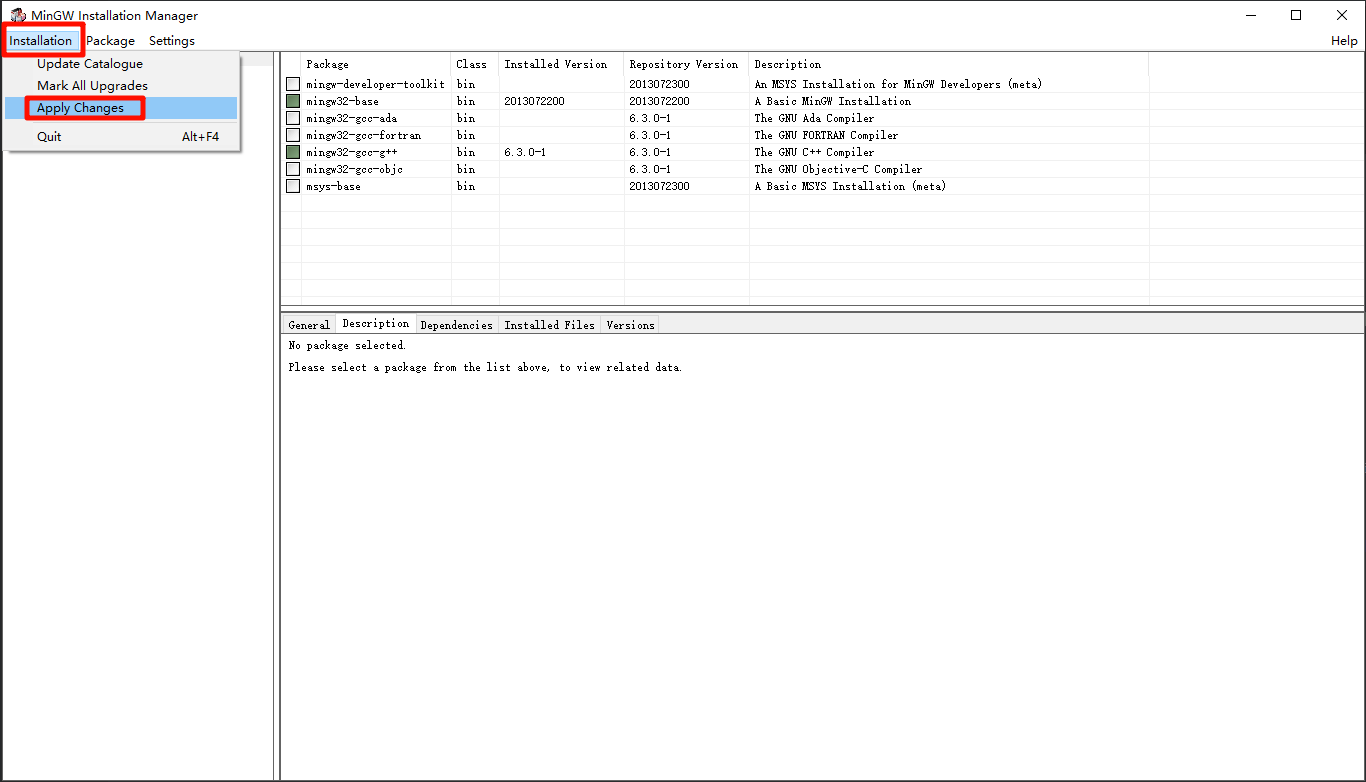 MinGW Installation Manager
Installation Package Settings Help
Update Catalogue
Mark All Upgrades
Apply Changes
Quit Alt+F4
Package Class Installed Version Repository Version Description
mingw-developer-toolkit bin 2013072300 An MSYS Installation for MinGW Developers (meta)
mingw32-base bin 2013072200 2013072200 A Basic MinGW Installation
mingw32-gcc-ada bin 6.3.0-1 The GNU Ada Compiler
mingw32-gcc-fortran bin 6.3.0-1 The GNU FORTRAN Compiler
mingw32-gcc-g++ bin 6.3.0-1 6.3.0-1 The GNU C++ Compiler
mingw32-gcc-objc bin 6.3.0-1 The GNU Objective-C Compiler
msys-base bin 2013072300 A Basic MSYS Installation (meta)
General Description Dependencies Installed Files Versions
No package selected.
Please select a package from the list above, to view related data.